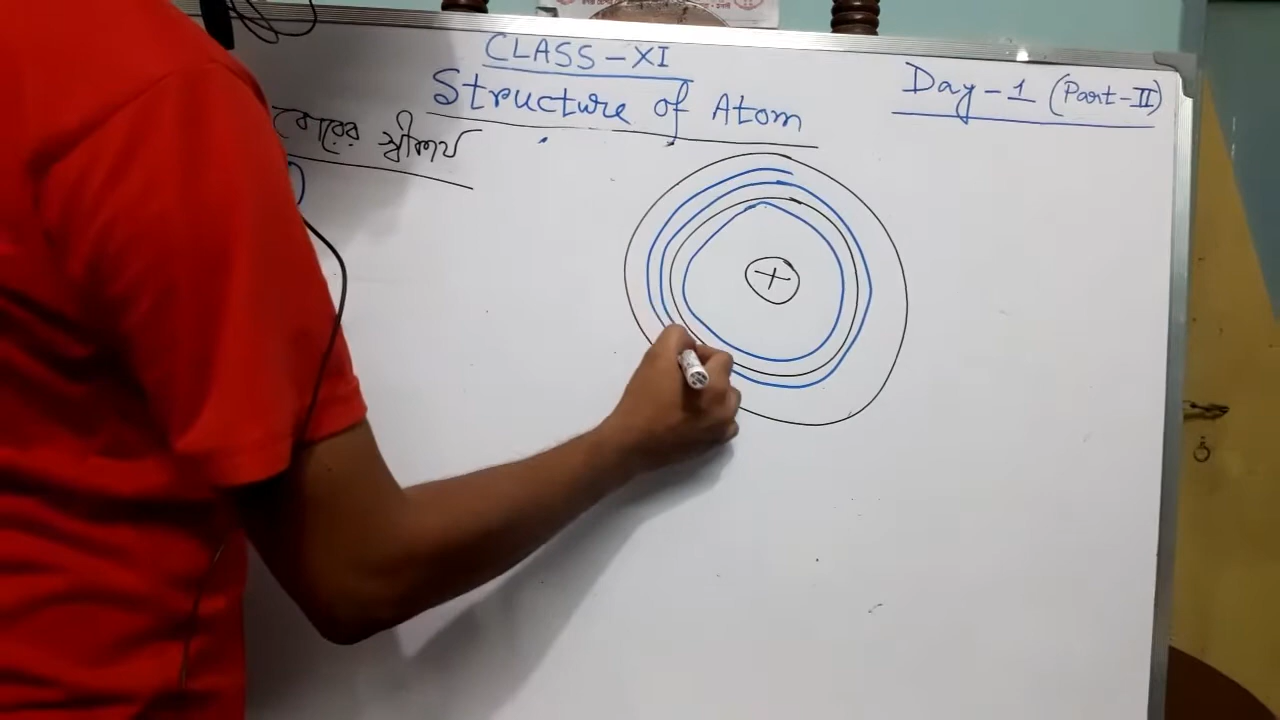 CLASS-XI
Structure of Atom
Day-1 (Part-II)
বোরের স্বীকার্য
+